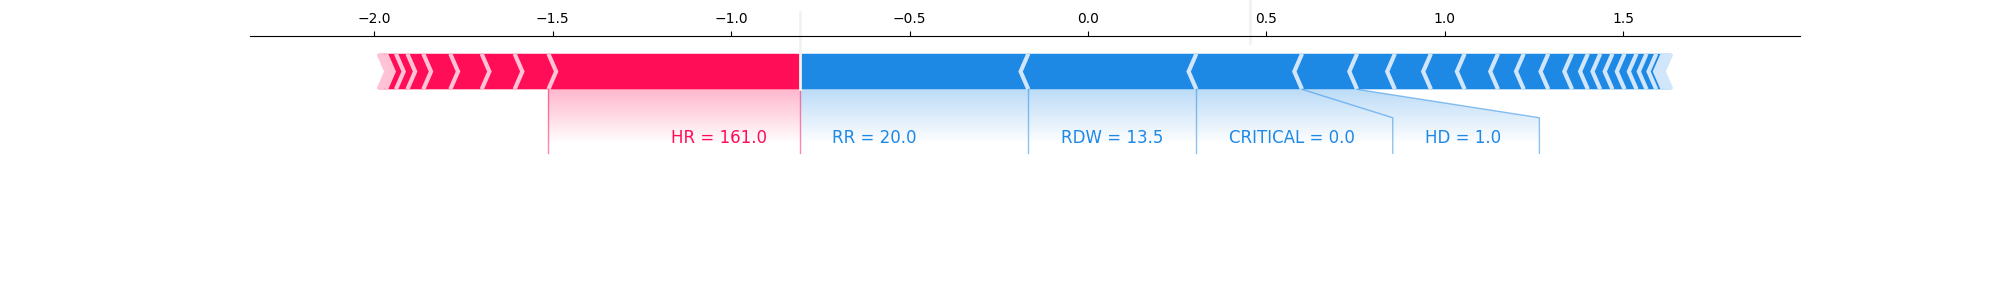 −2.0 −1.5 −1.0 −0.5 0.0 0.5 1.0 1.5
HR = 161.0 RR = 20.0 RDW = 13.5 CRITICAL = 0.0 HD = 1.0